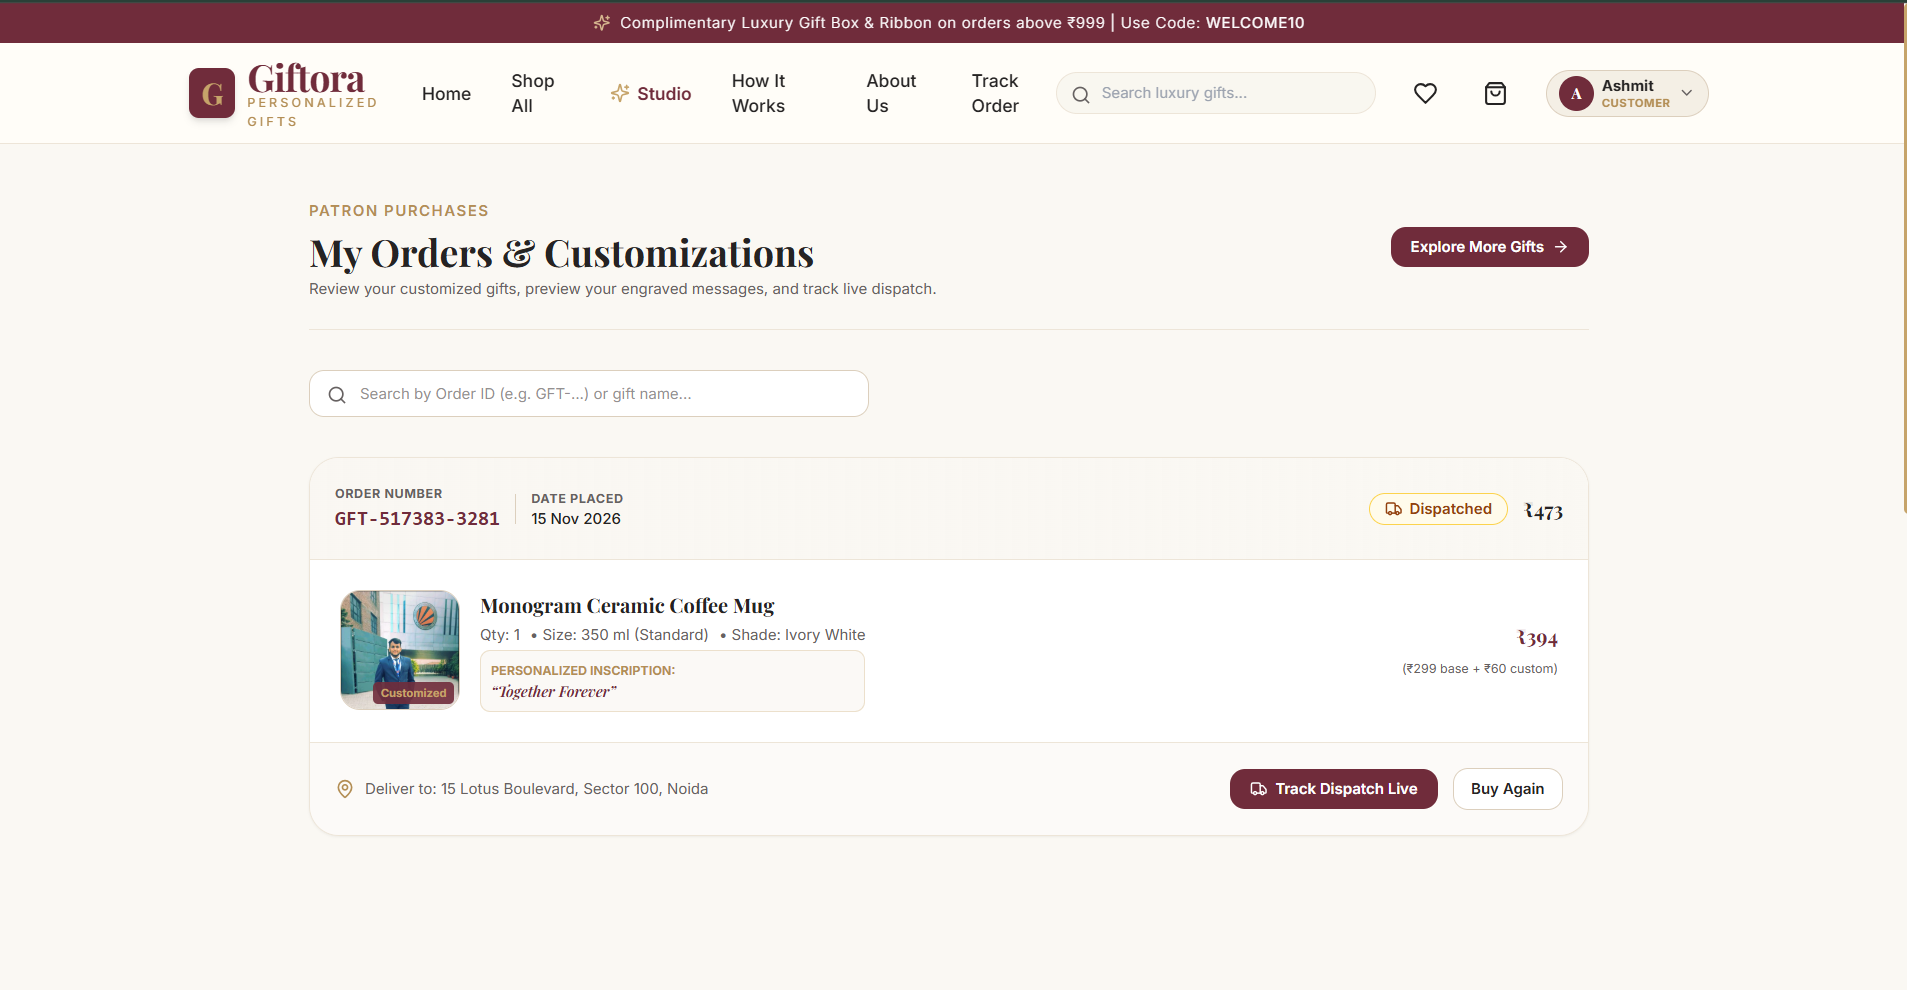 Complimentary Luxury Gift Box & Ribbon on orders above ₹999 | Use Code: WELCOME10
G
Giftora
PERSONALIZED
GIFTS
Home
Shop
All
Studio
How It
Works
About
Us
Track
Order
Search luxury gifts...
A
Ashmit
CUSTOMER
PATRON PURCHASES
My Orders & Customizations
Review your customized gifts, preview your engraved messages, and track live dispatch.
Explore More Gifts →
Search by Order ID (e.g. GFT-...) or gift name...
ORDER NUMBER
GFT-517383-3281
DATE PLACED
15 Nov 2026
Dispatched
₹473
Customized
Monogram Ceramic Coffee Mug
Qty: 1 • Size: 350 ml (Standard) • Shade: Ivory White
PERSONALIZED INSCRIPTION:
“Together Forever”
₹394
(₹299 base + ₹60 custom)
Deliver to: 15 Lotus Boulevard, Sector 100, Noida
Track Dispatch Live
Buy Again